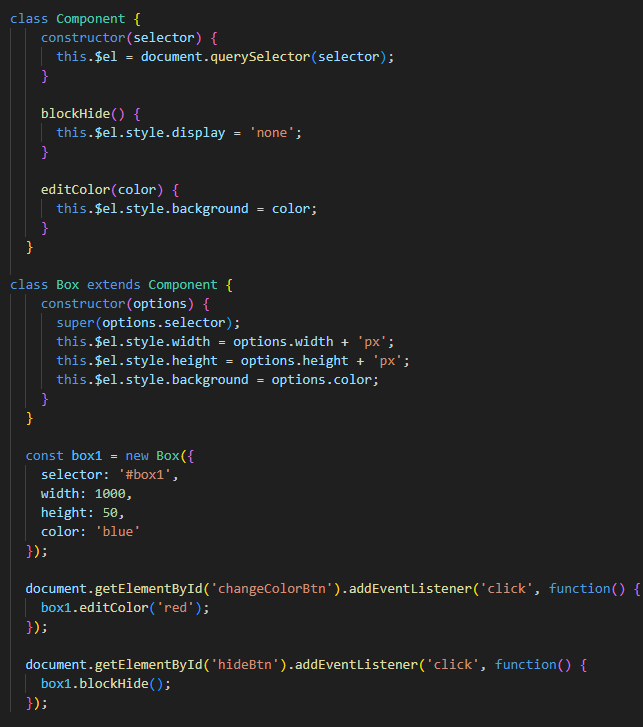 class Component {
constructor(selector) {
this.$el = document.querySelector(selector);
}
blockHide() {
this.$el.style.display = 'none';
}
editColor(color) {
this.$el.style.background = color;
}
}
class Box extends Component {
constructor(options) {
super(options.selector);
this.$el.style.width = options.width + 'px';
this.$el.style.height = options.height + 'px';
this.$el.style.background = options.color;
}
}
const box1 = new Box({
selector: '#box1',
width: 1000,
height: 50,
color: 'blue'
});
document.getElementById('changeColorBtn').addEventListener('click', function() {
box1.editColor('red');
});
document.getElementById('hideBtn').addEventListener('click', function() {
box1.blockHide();
});